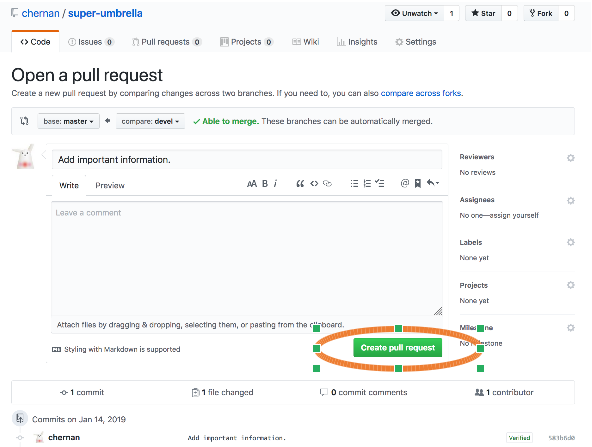 chernan / super-umbrella
Unwatch 1 Star 0 Fork 0
Code Issues 0 Pull requests 0 Projects 0 Wiki Insights Settings
Open a pull request
Create a new pull request by comparing changes across two branches. If you need to, you can also compare across forks.
base: master compare: devel ✓ Able to merge. These branches can be automatically merged.
Add important information.
Write Preview
AA B i
Leave a comment
Attach files by dragging & dropping, selecting them, or pasting from the clipboard.
Styling with Markdown is supported
Create pull request
Reviewers
No reviews
Assignees
No one—assign yourself
Labels
None yet
Projects
None yet
Milestone
No milestone
1 commit 1 file changed 0 commit comments 1 contributor
Commits on Jan 14, 2019
chernan Add important information. Verified